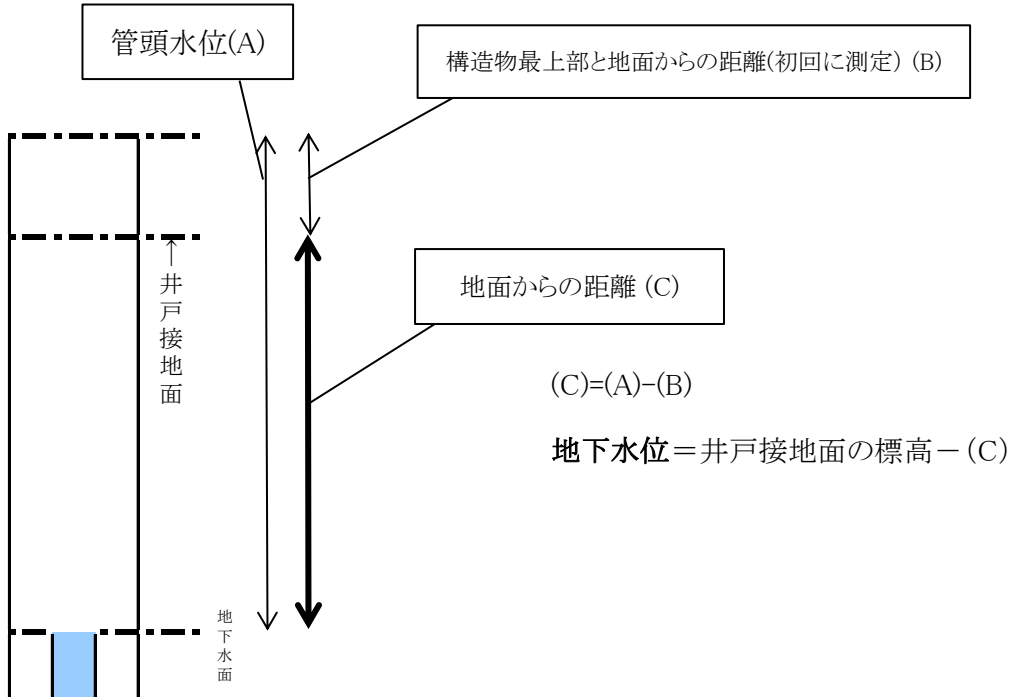 管頭水位(A)
構造物最上部と地面からの距離(初回に測定) (B)
↑井戸接地面
地面からの距離 (C)
(C)=(A)-(B)
地下水位＝井戸接地面の標高－(C)
地下水面